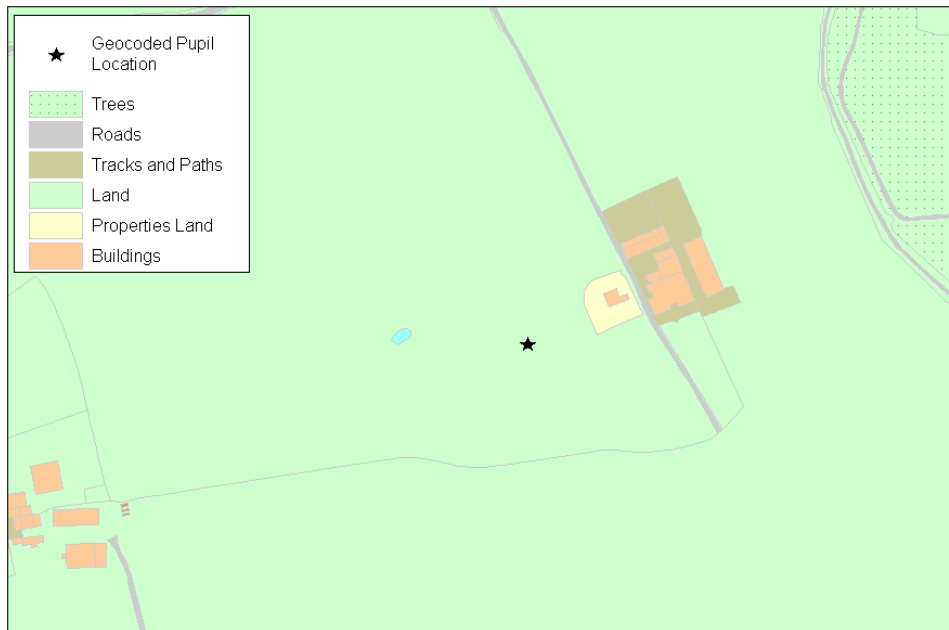 Geocoded Pupil
Location
Trees
Roads
Tracks and Paths
Land
Properties Land
Buildings